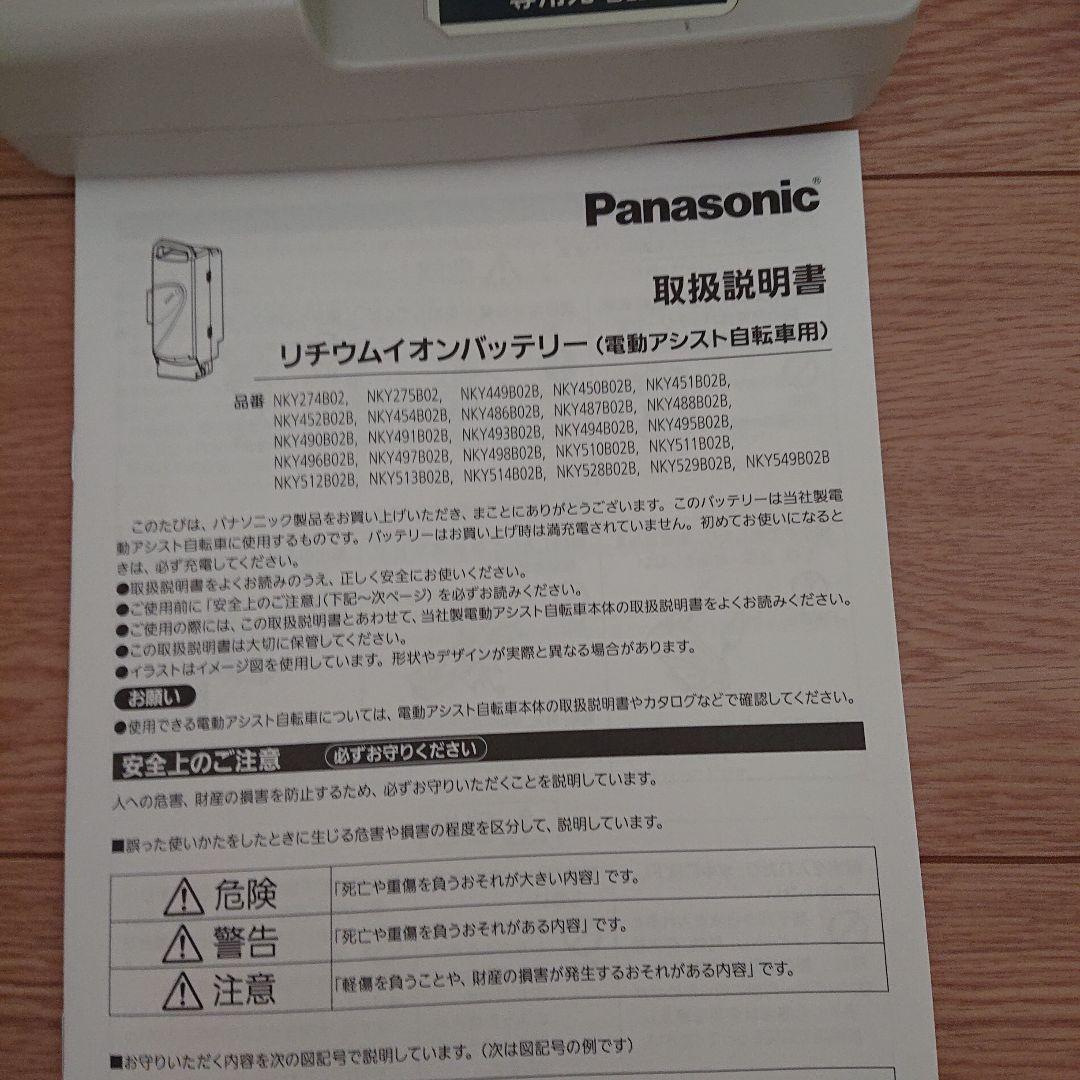 Panasonic®
取扱説明書
リチウムイオンバッテリー（電動アシスト自転車用）
品番 NKY274B02, NKY275B02, NKY449B02B, NKY450B02B, NKY451B02B,
NKY452B02B, NKY454B02B, NKY486B02B, NKY487B02B, NKY488B02B,
NKY490B02B, NKY491B02B, NKY493B02B, NKY494B02B, NKY495B02B,
NKY496B02B, NKY497B02B, NKY498B02B, NKY510B02B, NKY511B02B,
NKY512B02B, NKY513B02B, NKY514B02B, NKY528B02B, NKY529B02B, NKY549B02B
このたびは、パナソニック製品をお買い上げいただき、まことにありがとうございます。このバッテリーは当社製電
動アシスト自転車に使用するものです。バッテリーはお買い上げ時は満充電されていません。初めてお使いになると
きは、必ず充電してください。
●取扱説明書をよくお読みのうえ、正しく安全にお使いください。
●ご使用前に「安全上のご注意」（下記～次ページ）を必ずお読みください。
●ご使用の際には、この取扱説明書とあわせて、当社製電動アシスト自転車本体の取扱説明書をよくお読みください。
●この取扱説明書は大切に保管してください。
●イラストはイメージ図を使用しています。形状やデザインが実際と異なる場合があります。
お願い
●使用できる電動アシスト自転車については、電動アシスト自転車本体の取扱説明書やカタログなどで確認してください。
安全上のご注意 必ずお守りください
人への危害、財産の損害を防止するため、必ずお守りいただくことを説明しています。
■誤った使いかたをしたときに生じる危害や損害の程度を区分して、説明しています。
⚠危険 「死亡や重傷を負うおそれが大きい内容」です。
⚠警告 「死亡や重傷を負うおそれがある内容」です。
⚠注意 「軽傷を負うことや、財産の損害が発生するおそれがある内容」です。
■お守りいただく内容を次の図記号で説明しています。（次は図記号の例です）